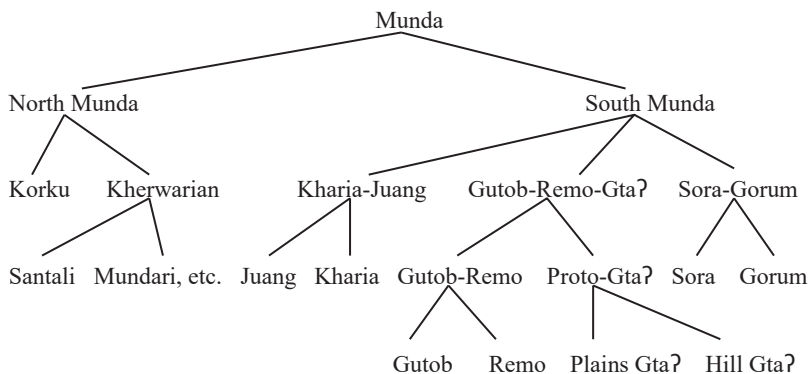 Munda
North Munda South Munda
Korku Kherwarian Kharia-Juang Gutob-Remo-Gtaʔ Sora-Gorum
Santali Mundari, etc. Juang Kharia Gutob-Remo Proto-Gtaʔ Sora Gorum
Gutob Remo Plains Gtaʔ Hill Gtaʔ